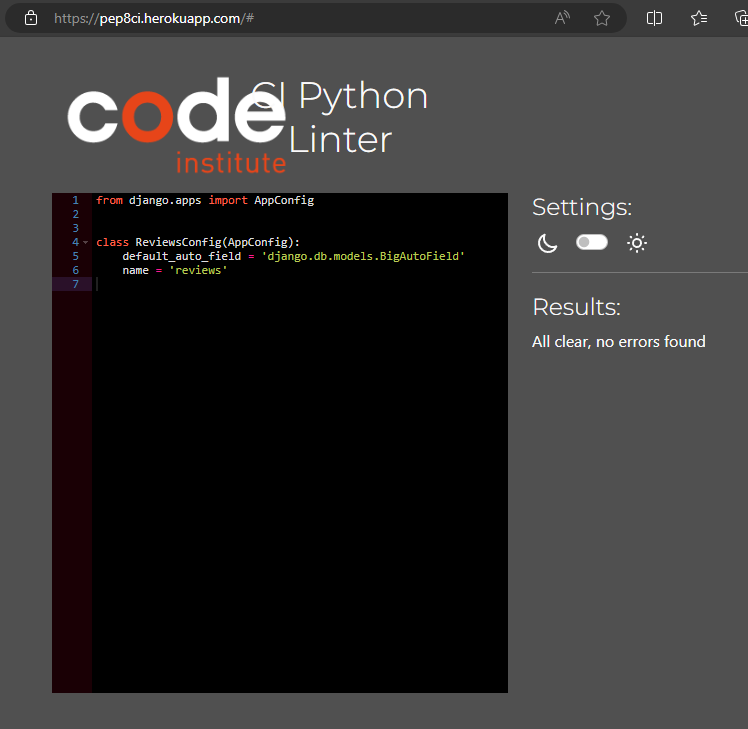 https://pep8ci.herokuapp.com/#
code
institute
CI Python
Linter
1 from django.apps import AppConfig
2
3
4 class ReviewsConfig(AppConfig):
5     default_auto_field = 'django.db.models.BigAutoField'
6     name = 'reviews'
7
Settings:
Results:
All clear, no errors found